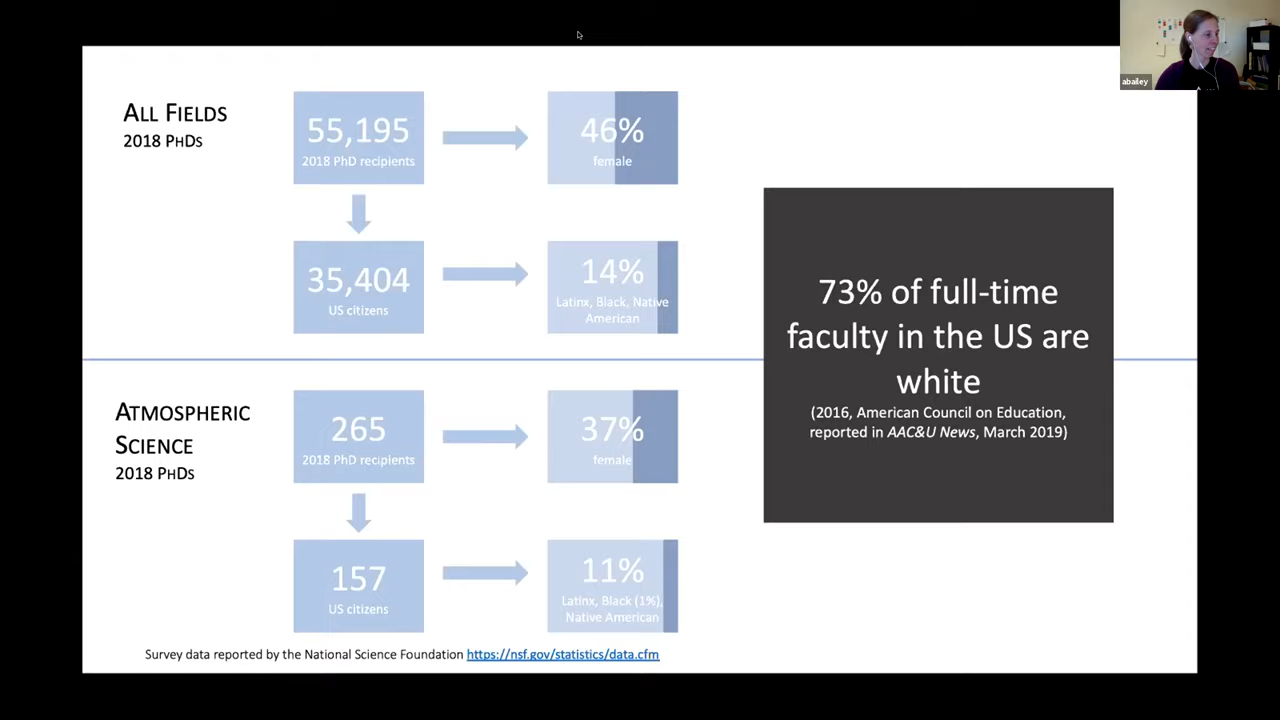 abailey
ALL FIELDS
2018 PHDS
55,195
2018 PhD recipients
46%
female
35,404
US citizens
14%
Latinx, Black, Native
American
73% of full-time
faculty in the US are
white
(2016, American Council on Education,
reported in AAC&U News, March 2019)
ATMOSPHERIC
SCIENCE
2018 PHDS
265
2018 PhD recipients
37%
female
157
US citizens
11%
Latinx, Black (1%),
Native American
Survey data reported by the National Science Foundation https://nsf.gov/statistics/data.cfm